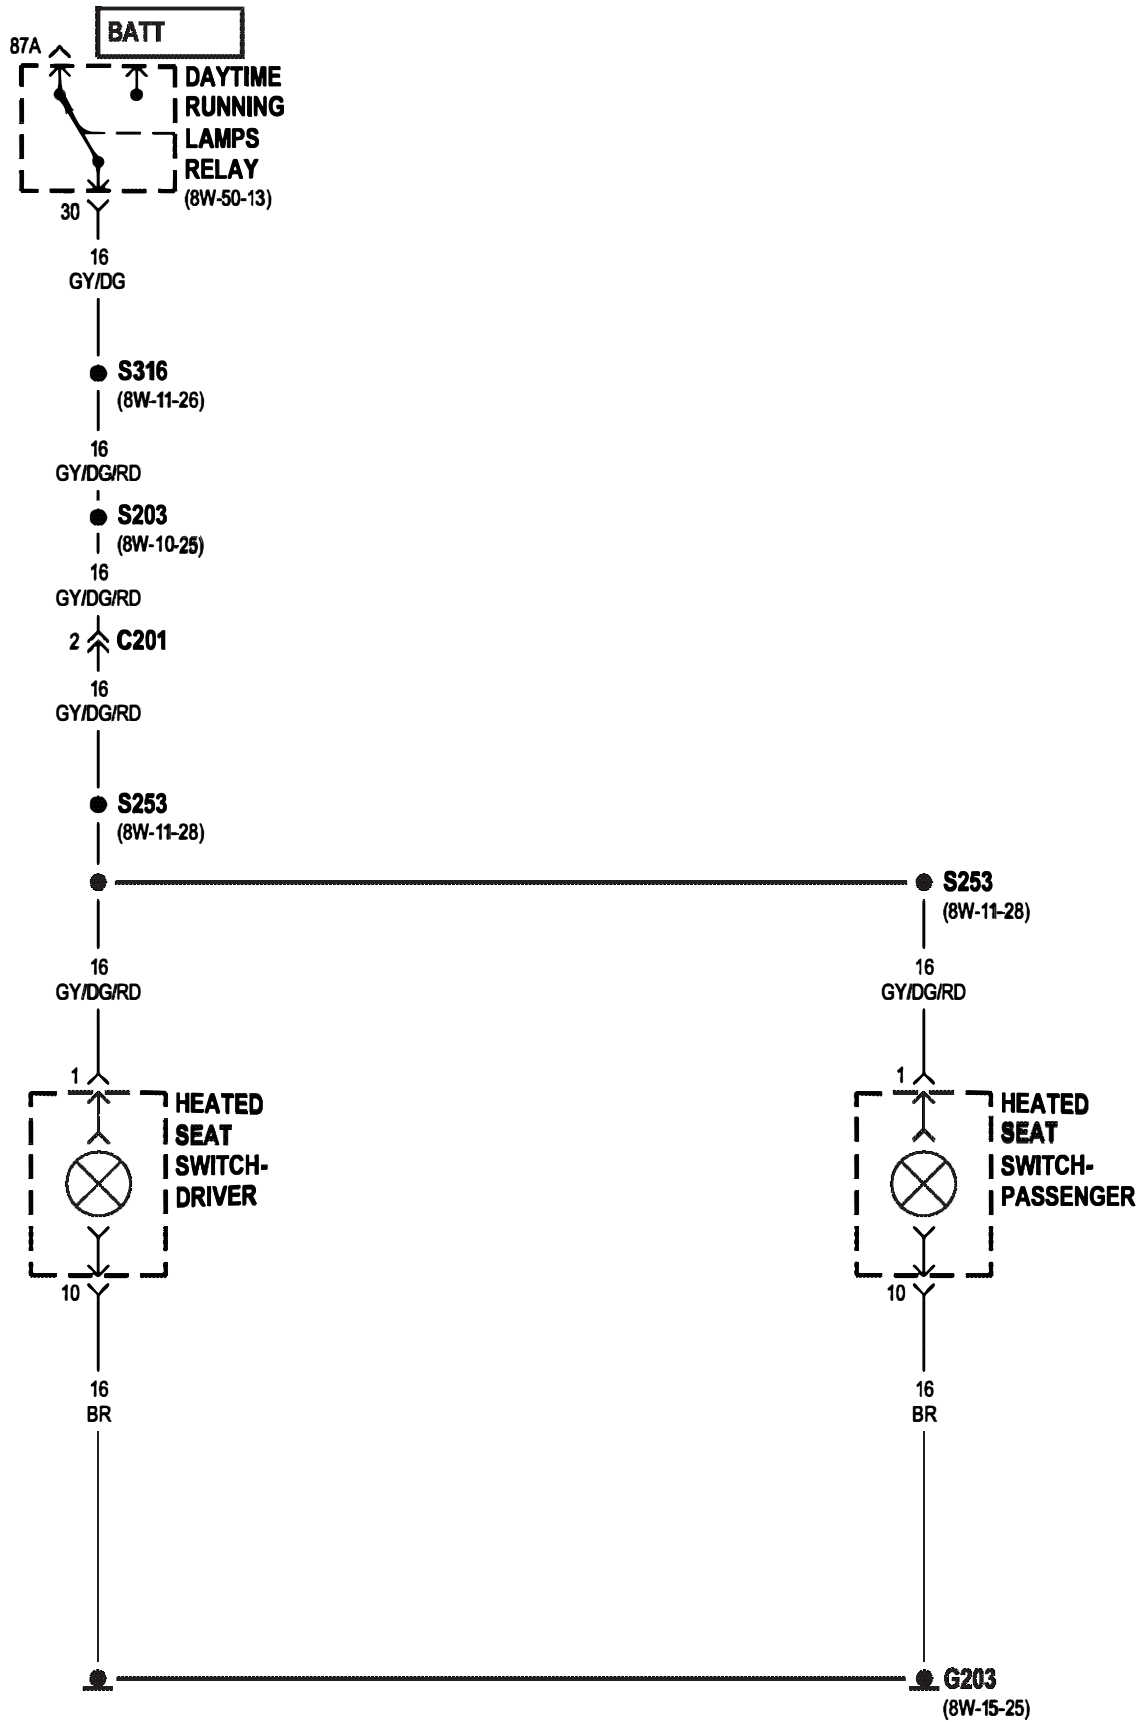 BATT
87A
DAYTIME
RUNNING
LAMPS
RELAY
(8W-50-13)
30
16
GY/DG
S316
(8W-11-26)
16
GY/DG/RD
S203
(8W-10-25)
16
GY/DG/RD
2
C201
16
GY/DG/RD
S253
(8W-11-28)
S253
(8W-11-28)
16
GY/DG/RD
16
GY/DG/RD
1
HEATED
SEAT
SWITCH-
DRIVER
10
1
HEATED
SEAT
SWITCH-
PASSENGER
10
16
BR
16
BR
G203
(8W-15-25)